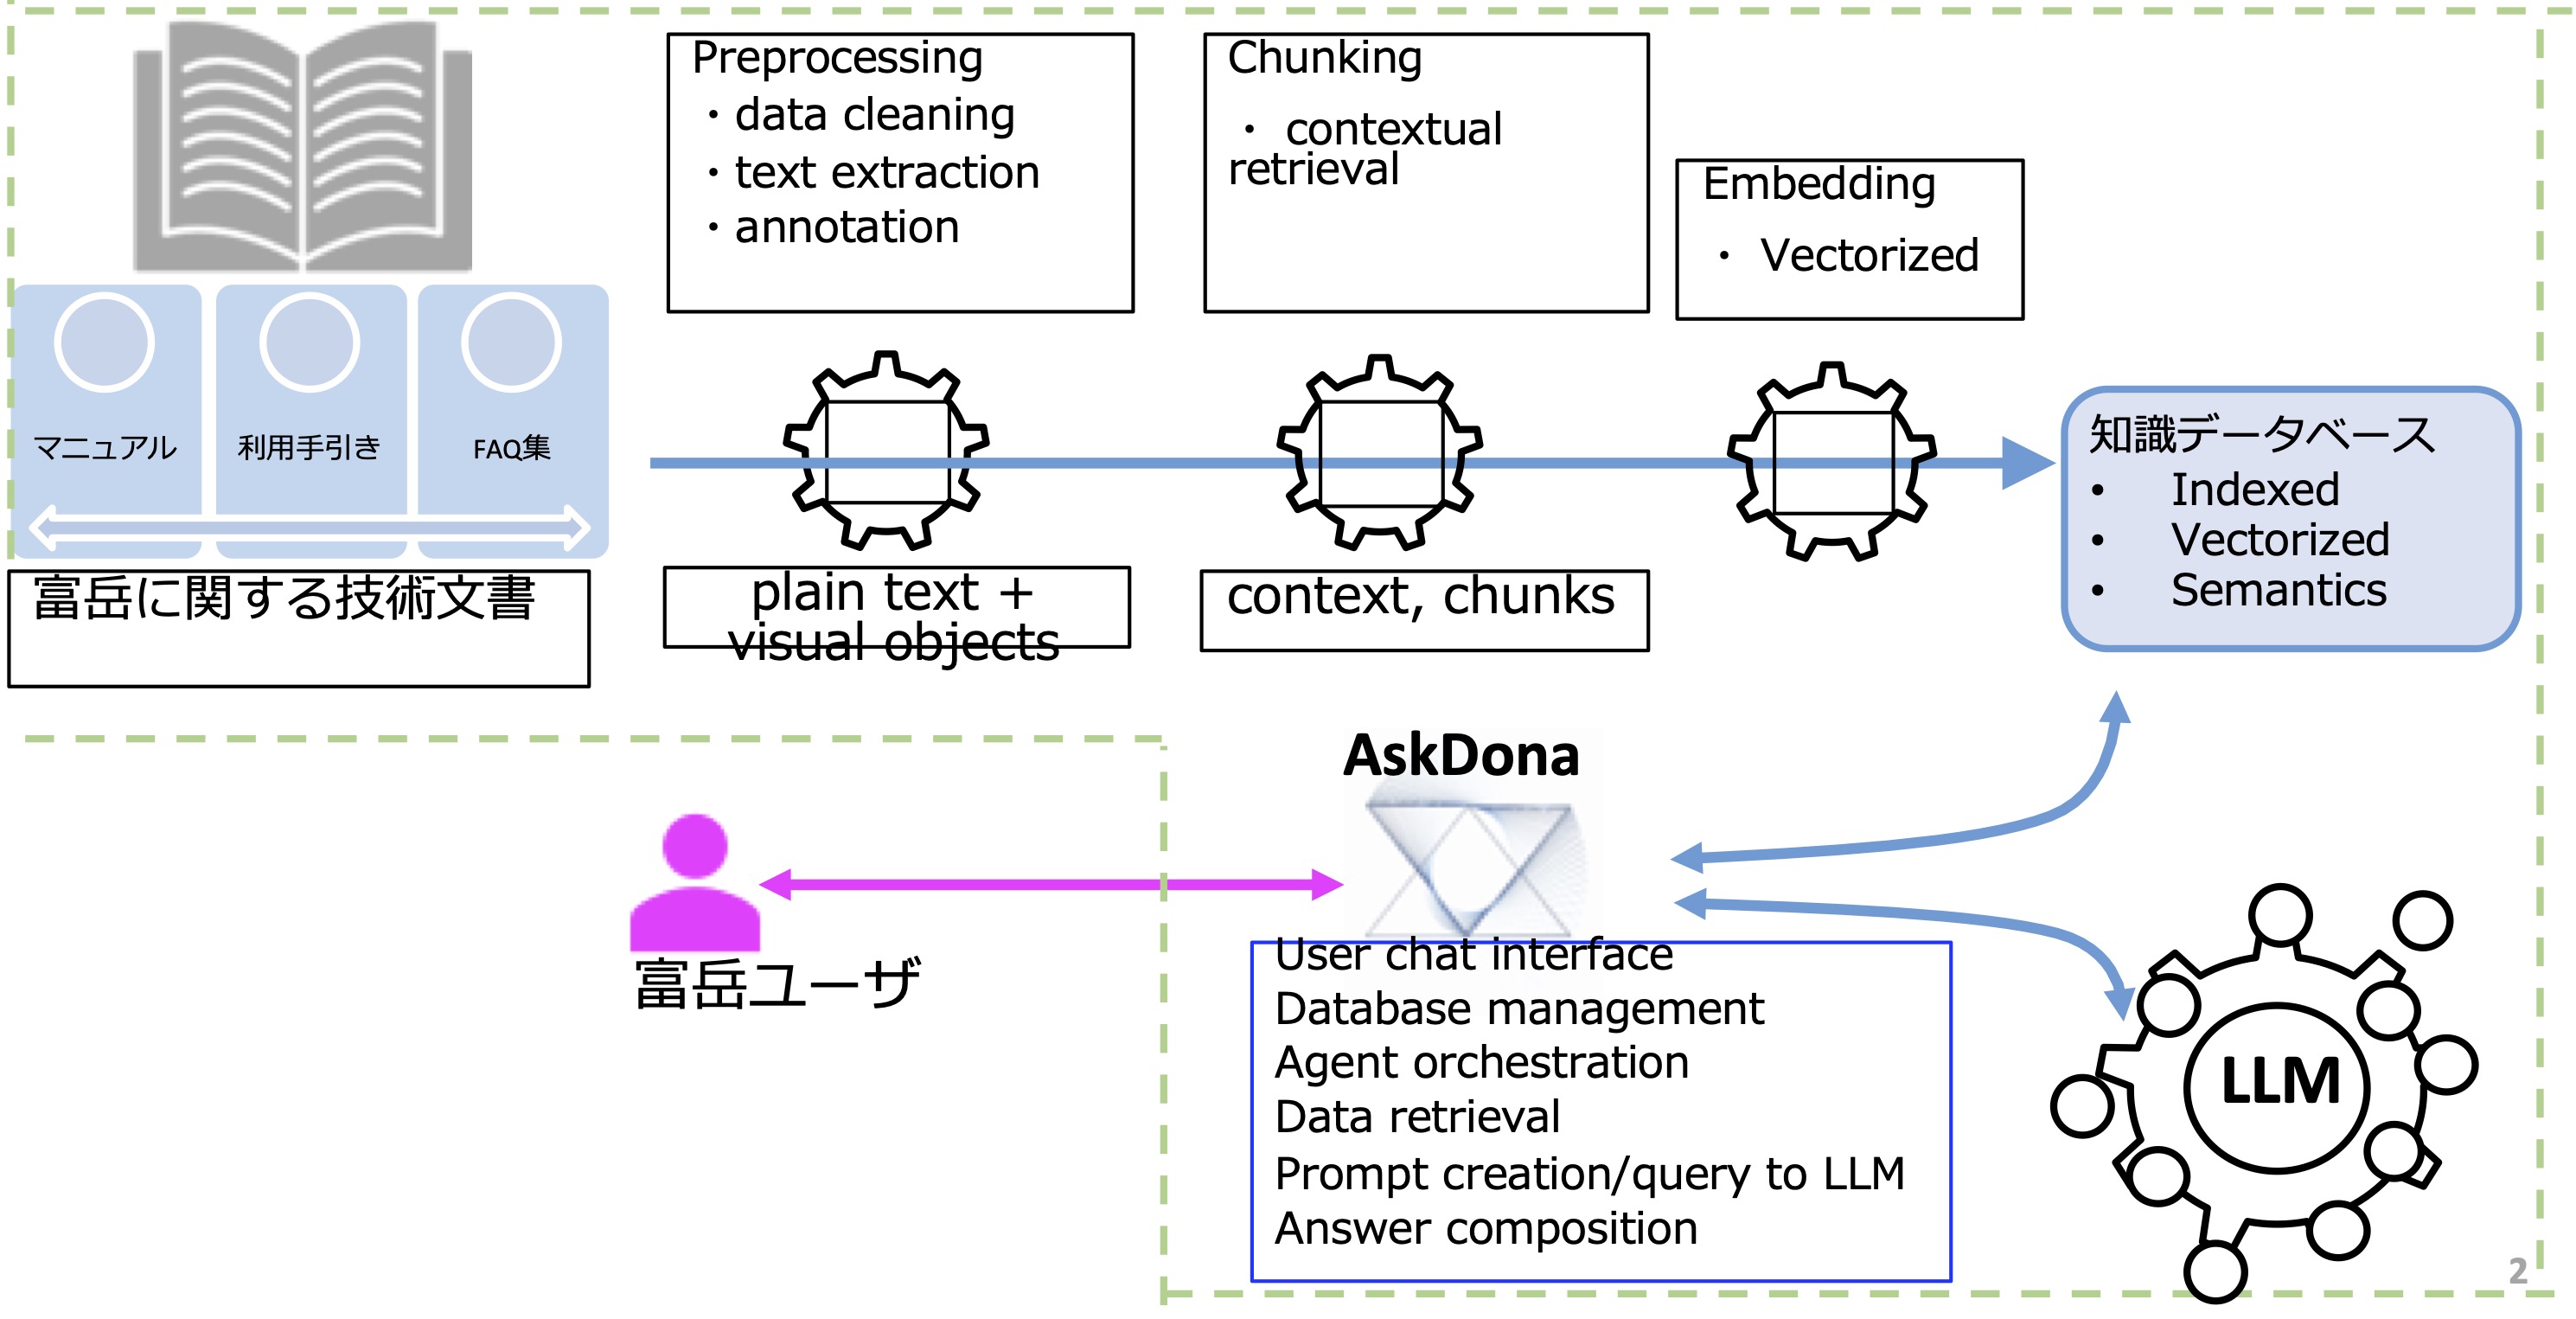 Preprocessing
・data cleaning
・text extraction
・annotation
Chunking
・ contextual
retrieval
Embedding
・ Vectorized
マニュアル
利用手引き
FAQ集
富岳に関する技術文書
plain text +
visual objects
context, chunks
知識データベース
• Indexed
• Vectorized
• Semantics
AskDona
富岳ユーザ
User chat interface
Database management
Agent orchestration
Data retrieval
Prompt creation/query to LLM
Answer composition
LLM
2